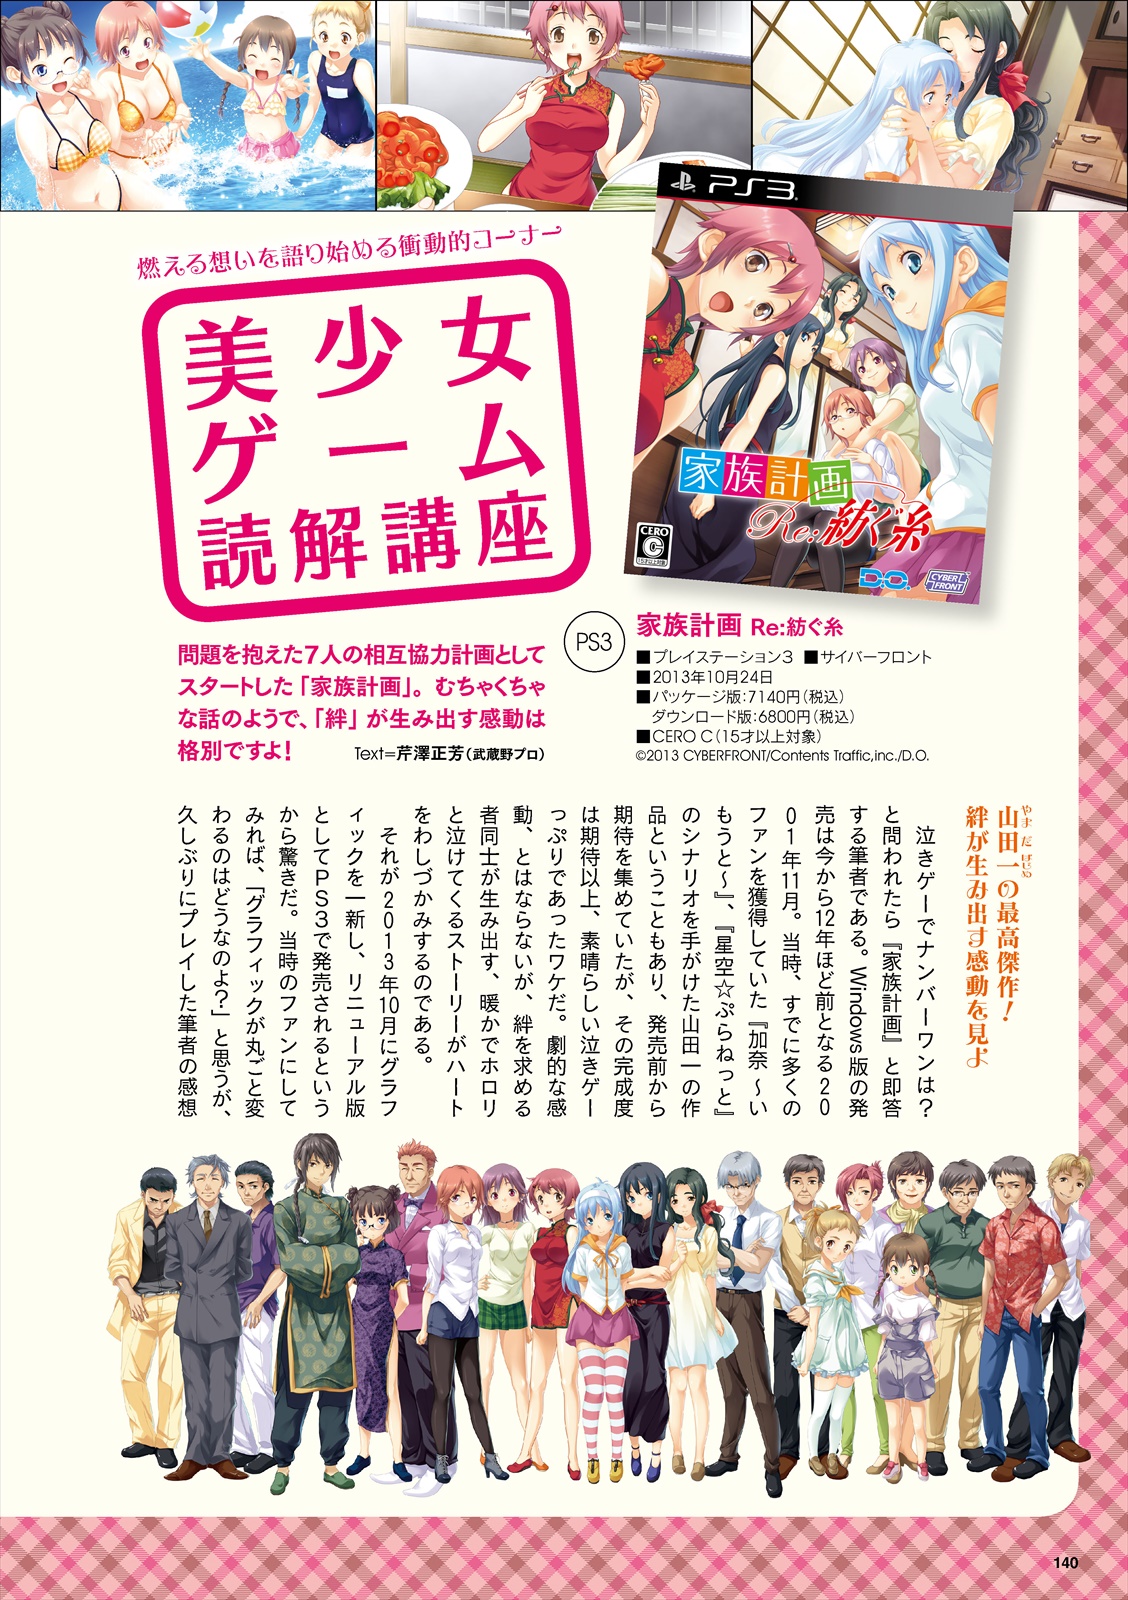 燃える想いを語り始める衝動的コーナー
美少女
ゲーム
読解講座
PS3
家族計画
Re:紡ぐ糸
CERO
C
15才以上対象
D.O.
CYBER
FRONT
問題を抱えた7人の相互協力計画として
スタートした「家族計画」。むちゃくちゃ
な話のようで、「絆」が生み出す感動は
格別ですよ!
Text=芹澤正芳(武蔵野プロ)
PS3
家族計画 Re:紡ぐ糸
■プレイステーション3 ■サイバーフロント
■2013年10月24日
■パッケージ版:7140円(税込)
ダウンロード版:6800円(税込)
■CERO C(15才以上対象)
©2013 CYBERFRONT/Contents Traffic,inc./D.O.
山田一の最高傑作!
やまだはじめ
絆が生み出す感動を見よ
泣きゲーでナンバーワンは?
と問われたら『家族計画』と即答
する筆者である。Windows版の発
売は今から12年ほど前となる20
01年11月。当時、すでに多くの
ファンを獲得していた『加奈〜い
もうと〜』、『星空☆ぷらねっと』
のシナリオを手がけた山田一の作
品ということもあり、発売前から
期待を集めていたが、その完成度
は期待以上、素晴らしい泣きゲー
っぷりであったワケだ。劇的な感
動、とはならないが、絆を求める
者同士が生み出す、暖かでホロリ
と泣けてくるストーリーがハート
をわしづかみするのである。
それが2013年10月にグラフ
ィックを一新し、リニューアル版
としてPS3で発売されるという
から驚きだ。当時のファンにして
みれば、「グラフィックが丸ごと変
わるのはどうなのよ?」と思うが、
久しぶりにプレイした筆者の感想
140